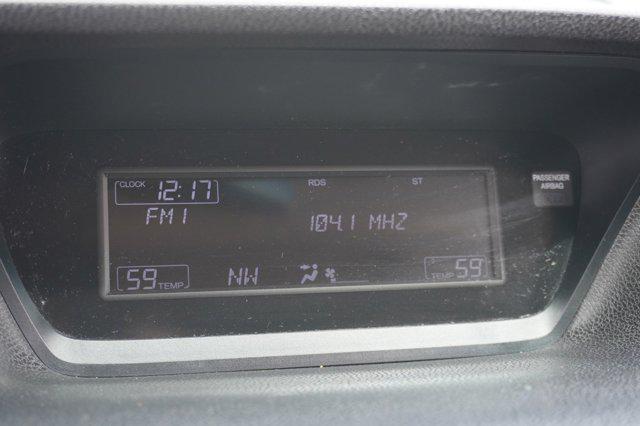 CLOCK 12:17 RDS ST
FM1 104.1 MHZ
59 TEMP NW TEMP 59
PASSENGER
AIRBAG